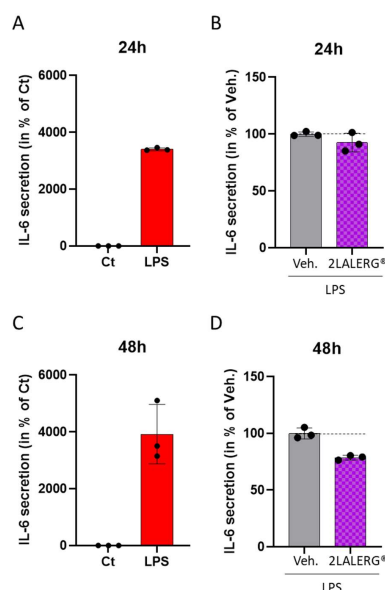 A
24h
IL-6 secretion (in % of Ct)
6000
4000
2000
0
Ct LPS
B
24h
IL-6 secretion (in % of Veh.)
150
100
50
0
Veh. 2LALERG®
LPS
C
48h
IL-6 secretion (in % of Ct)
6000
4000
2000
0
Ct LPS
D
48h
IL-6 secretion (in % of Veh.)
150
100
50
0
Veh. 2LALERG®
LPS